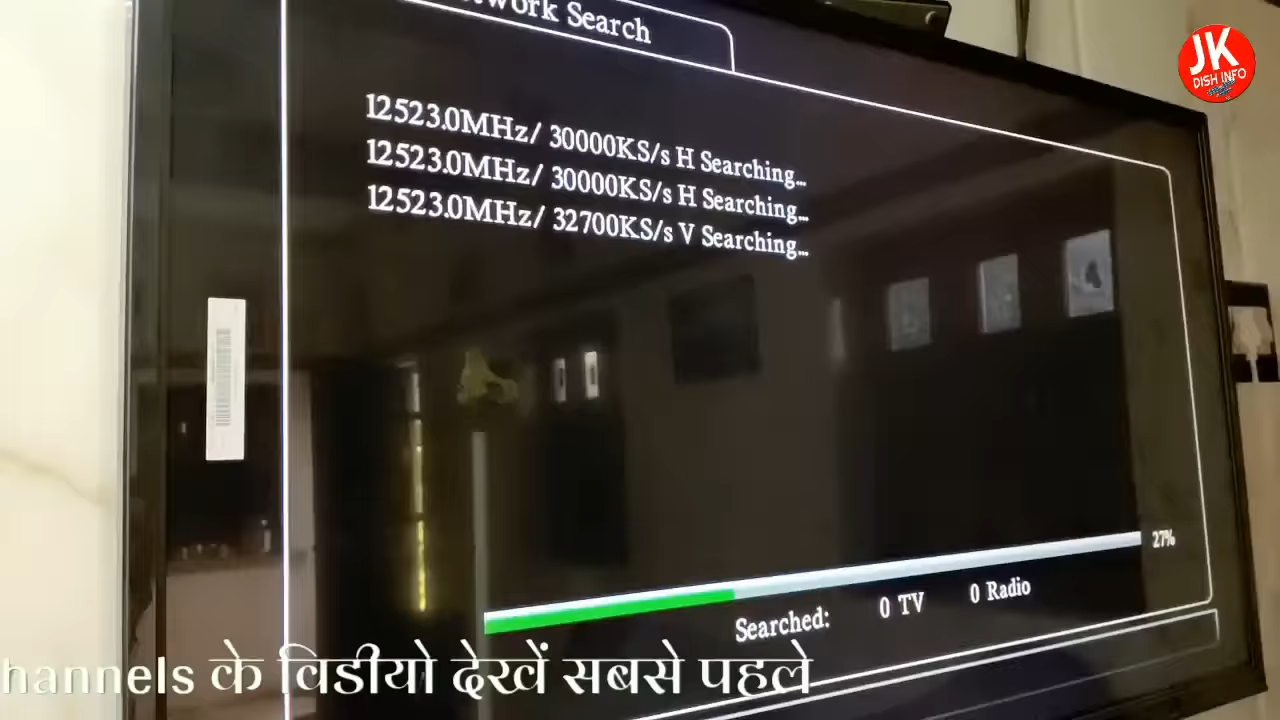 JK
DISH INFO
twork Search
12523.0MHz/ 30000KS/s H Searching...
12523.0MHz/ 30000KS/s H Searching...
12523.0MHz/ 32700KS/s V Searching...
27%
Searched: 0 TV 0 Radio
hannels के विडीयो देखें सबसे पहले